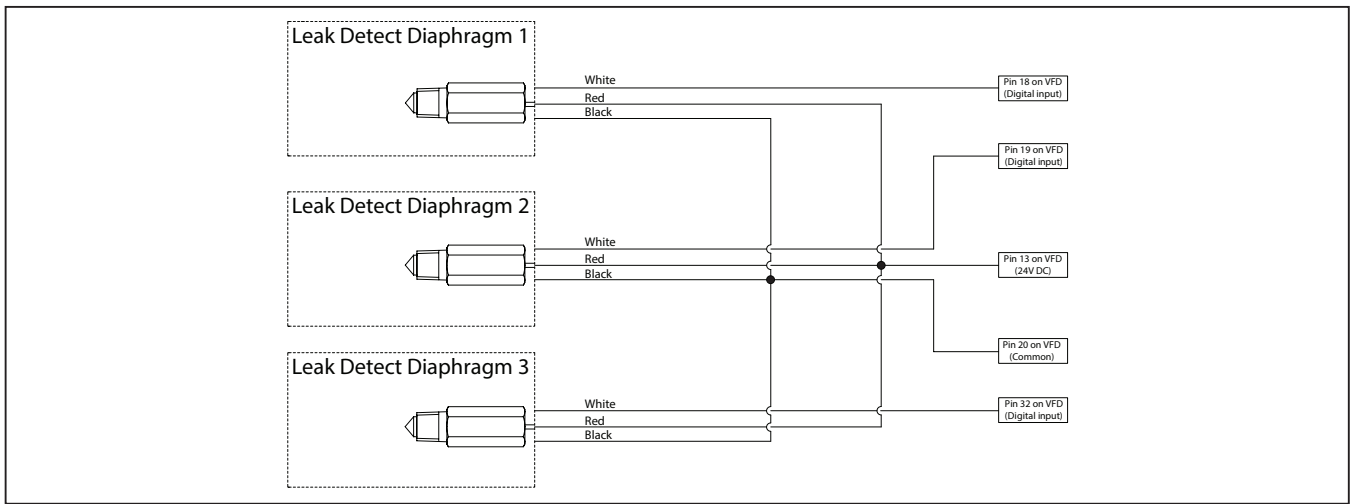 Leak Detect Diaphragm 1
White
Red
Black
Pin 18 on VFD
(Digital input)
Pin 19 on VFD
(Digital input)
Leak Detect Diaphragm 2
White
Red
Black
Pin 13 on VFD
(24V DC)
Pin 20 on VFD
(Common)
Leak Detect Diaphragm 3
White
Red
Black
Pin 32 on VFD
(Digital input)